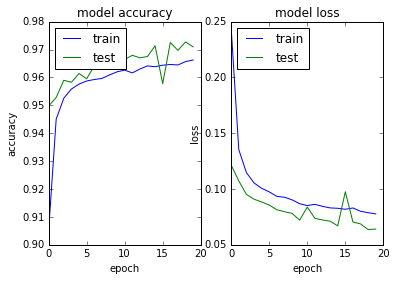 model accuracy
0.98
0.97
0.96
0.95
0.94
0.93
0.92
0.91
0.90
accuracy
train
test
0
5
10
15
20
epoch
model loss
0.25
0.20
0.15
0.10
0.05
loss
train
test
0
5
10
15
20
epoch